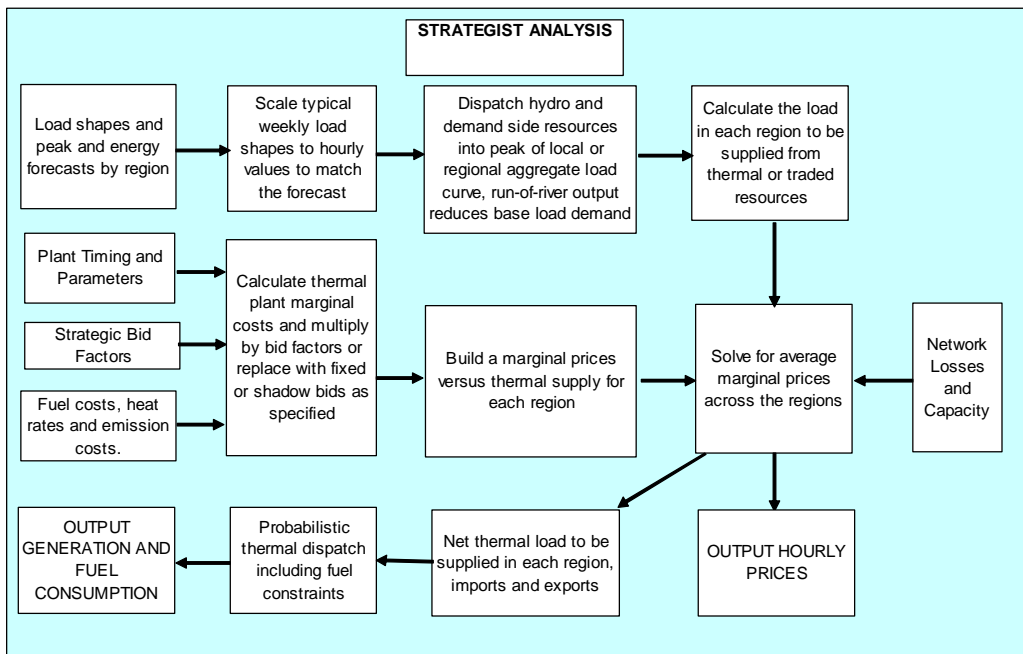 STRATEGIST ANALYSIS
Load shapes and
peak and energy
forecasts by region
Scale typical
weekly load
shapes to hourly
values to match
the forecast
Dispatch hydro and
demand side resources
into peak of local or
regional aggregate load
curve, run-of-river output
reduces base load demand
Calculate the load
in each region to be
supplied from
thermal or traded
resources
Plant Timing and
Parameters
Strategic Bid
Factors
Fuel costs, heat
rates and emission
costs.
Calculate thermal
plant marginal
costs and multiply
by bid factors or
replace with fixed
or shadow bids as
specified
Build a marginal prices
versus thermal supply for
each region
Solve for average
marginal prices
across the regions
Network
Losses and
Capacity
OUTPUT
GENERATION AND
FUEL
CONSUMPTION
Probabilistic
thermal dispatch
including fuel
constraints
Net thermal load to be
supplied in each region,
imports and exports
OUTPUT HOURLY
PRICES